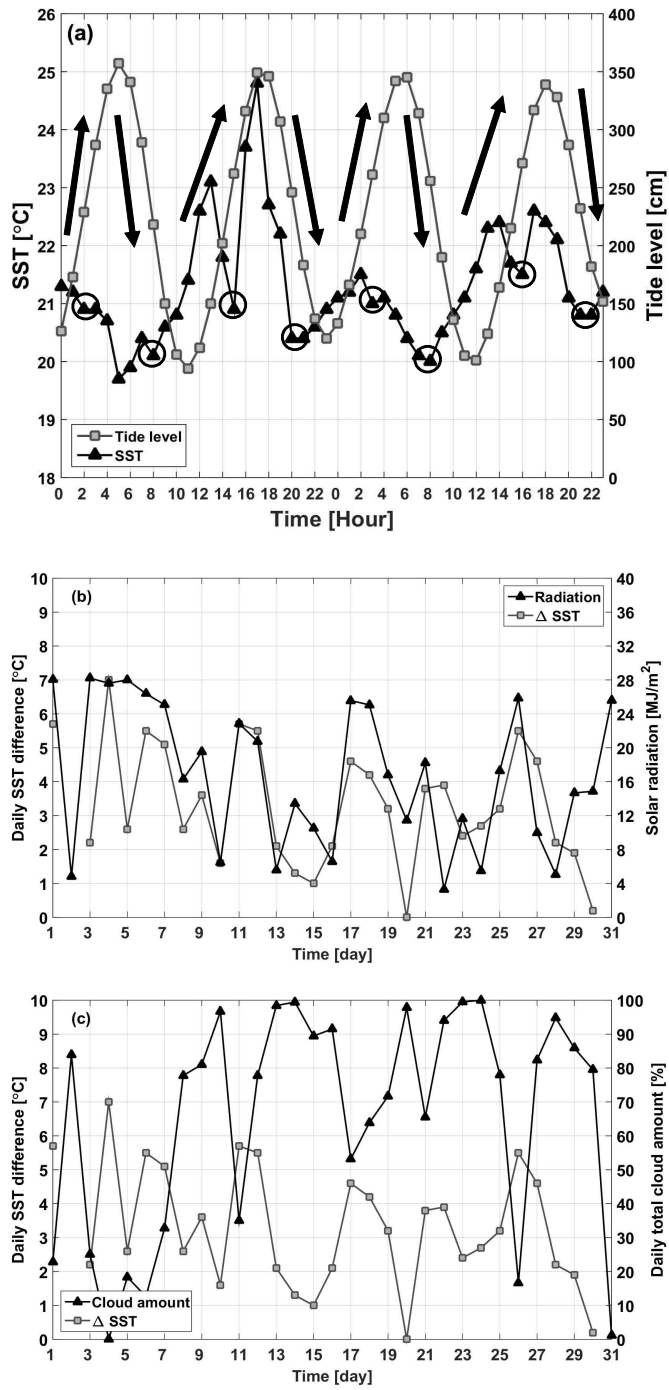 (a)
26
25
24
23
22
21
20
19
18
SST [°C]
400
350
300
250
200
150
100
50
0
Tide level [cm]
Tide level
SST
0 2 4 6 8 10 12 14 16 18 20 22 0 2 4 6 8 10 12 14 16 18 20 22
Time [Hour]
(b)
10
9
8
7
6
5
4
3
2
1
0
Daily SST difference [°C]
Radiation
Δ SST
40
36
32
28
24
20
16
12
8
4
0
Solar radiation [MJ/m²]
1 3 5 7 9 11 13 15 17 19 21 23 25 27 29 31
Time [day]
(c)
10
9
8
7
6
5
4
3
2
1
0
Daily SST difference [°C]
100
90
80
70
60
50
40
30
20
10
0
Daily total cloud amount [%]
Cloud amount
Δ SST
1 3 5 7 9 11 13 15 17 19 21 23 25 27 29 31
Time [day]